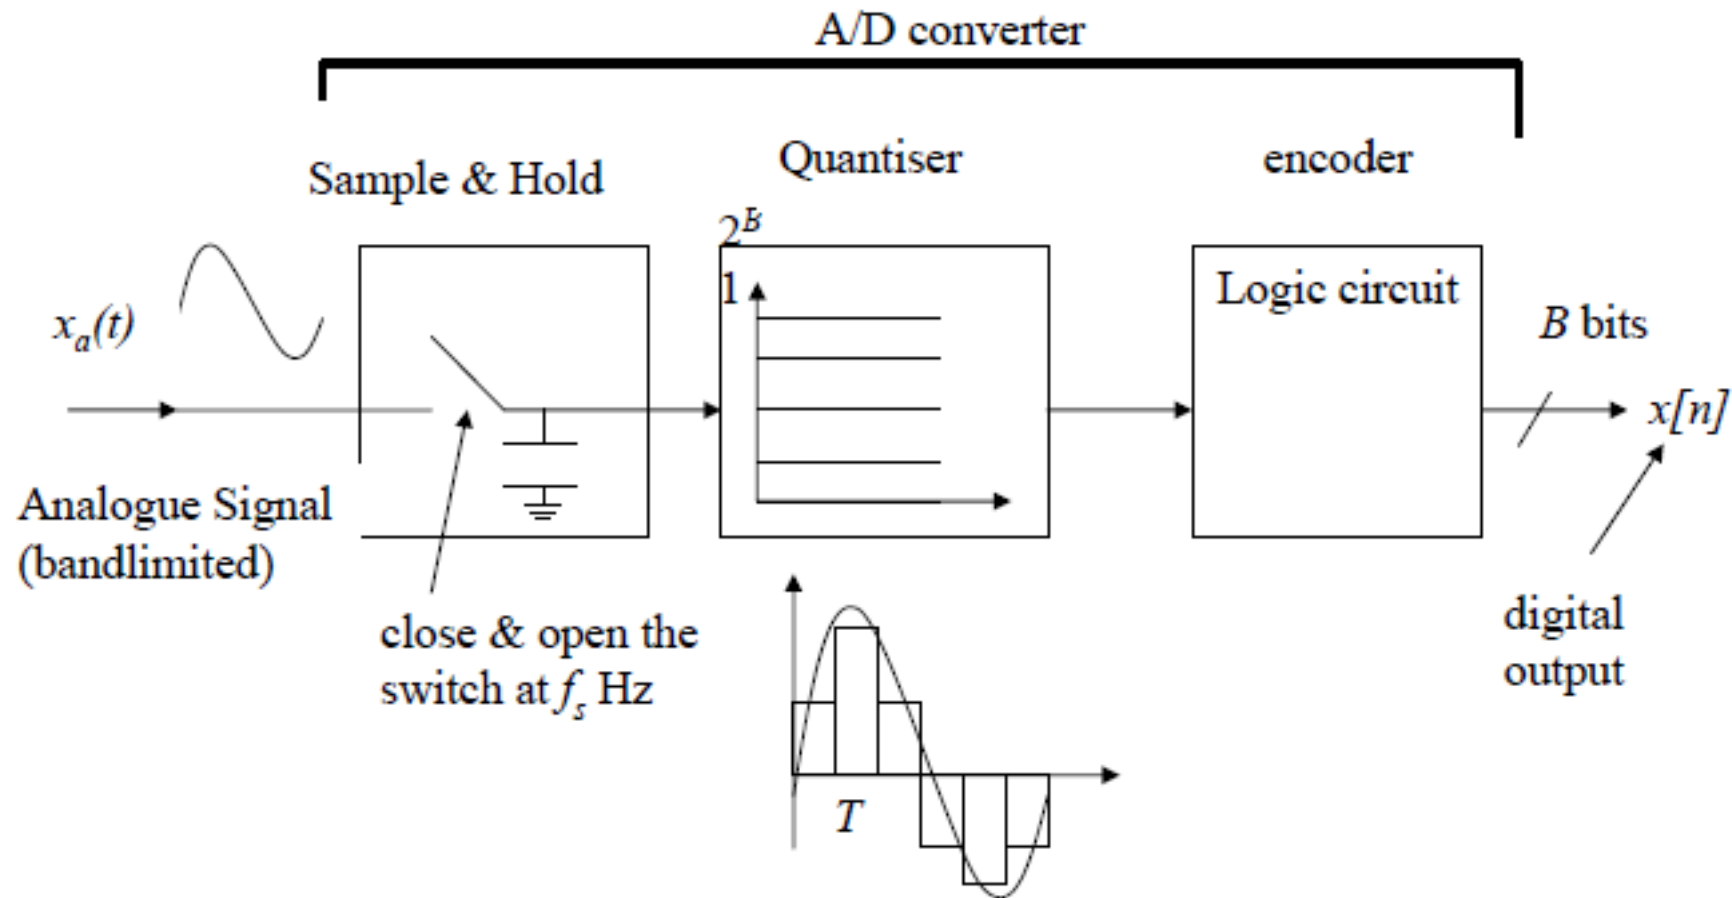 A/D converter
Sample & Hold
Quantiser
encoder
2^B
1
Logic circuit
x_a(t)
B bits
x[n]
Analogue Signal
(bandlimited)
close & open the
switch at f_s Hz
T
digital
output